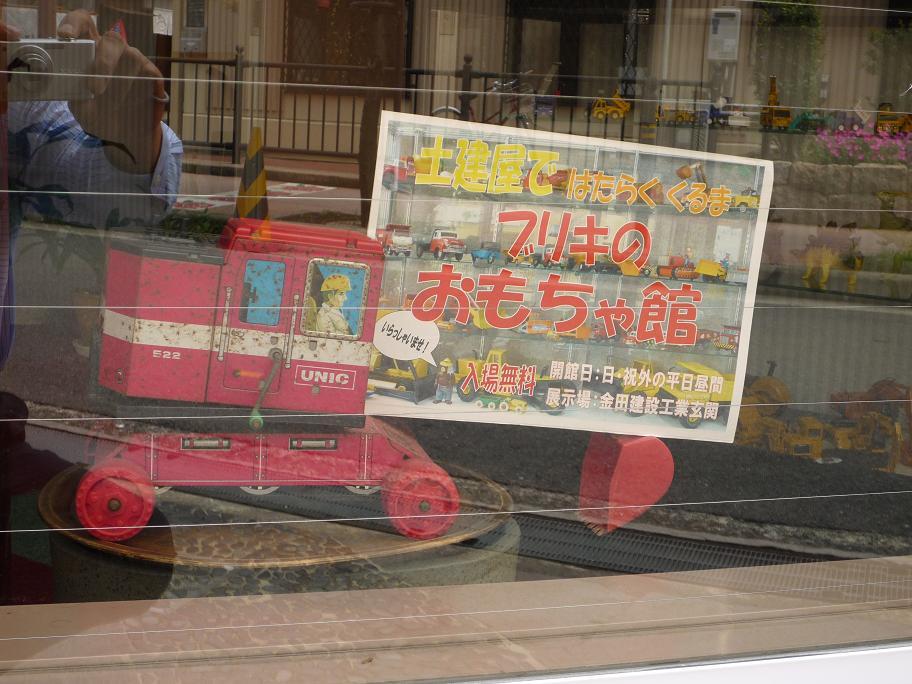 土建屋で はたらくくるま
ブリキの
おもちゃ館
いらっしゃいませ!
入場無料
開館日:日・祝外の平日昼間
展示場:金田建設工業玄関
522
UNIC